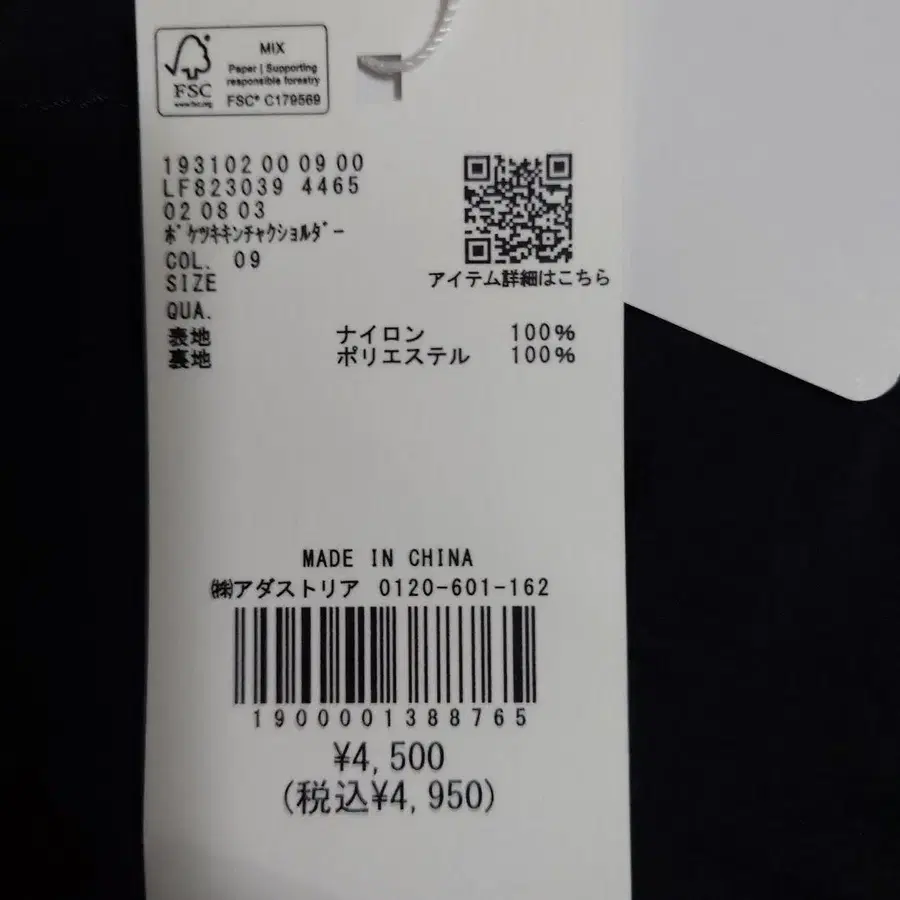 MIX
Paper | Supporting
responsible forestry
FSC
www.fsc.org
FSC® C179569
193102 00 09 00
LF823039 4465
02 08 03
ﾎﾟｹﾂｷｷﾝﾁｬｸｼｮﾙﾀﾞｰ
COL. 09
SIZE
QUA.
アイテム詳細はこちら
表地 ナイロン 100%
裏地 ポリエステル 100%
MADE IN CHINA
㈱アダストリア 0120-601-162
1900001388765
¥4,500
(税込¥4,950)